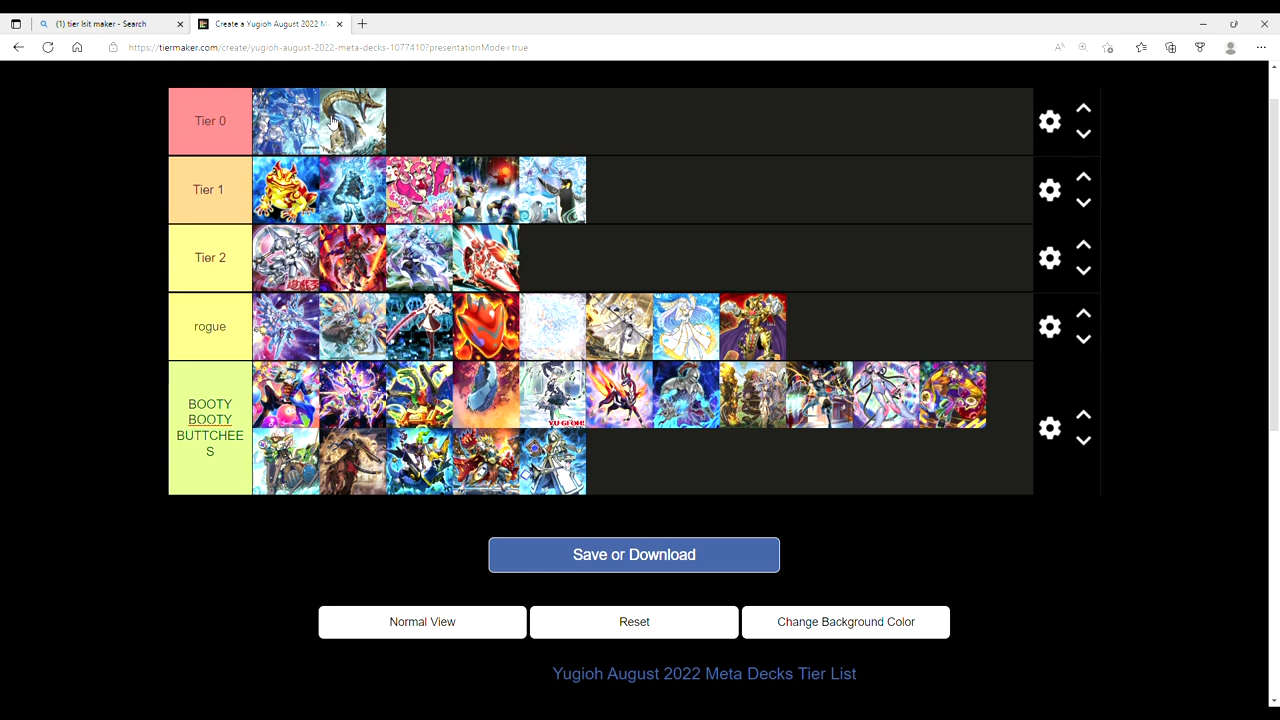 (1) tier lsit maker - Search
Create a Yugioh August 2022 M
https://tiermaker.com/create/yugioh-august-2022-meta-decks-1077410?presentationMode=true
Tier 0
Tier 1
Tier 2
rogue
BOOTY
BOOTY
BUTTCHEE
S
YU-GI-OH!
Save or Download
Normal View
Reset
Change Background Color
Yugioh August 2022 Meta Decks Tier List